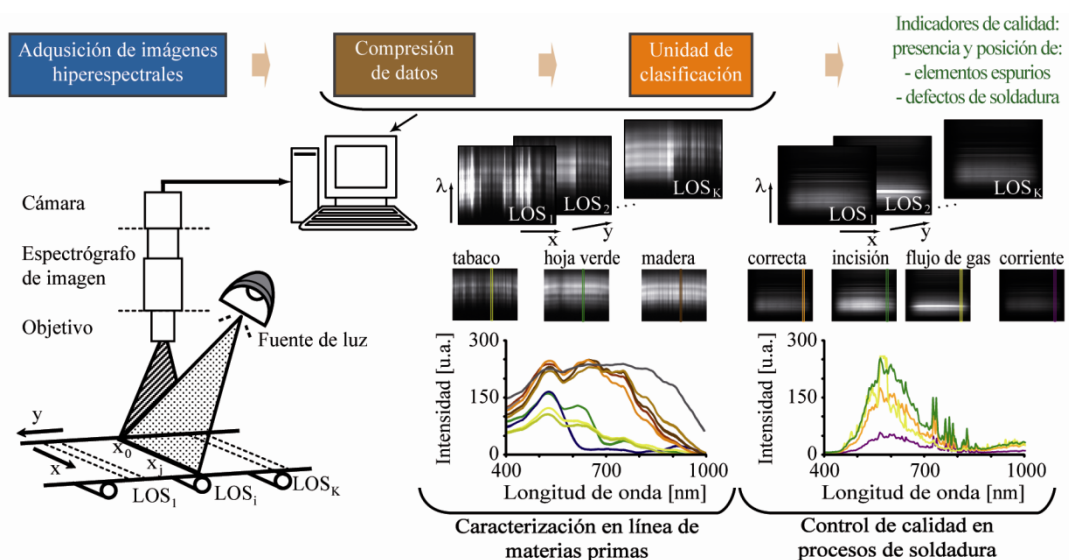 Adqusición de imágenes
hiperespectrales
Compresión
de datos
Unidad de
clasificación
Indicadores de calidad:
presencia y posición de:
- elementos espurios
- defectos de soldadura
Cámara
Espectrógrafo
de imagen
Objetivo
Fuente de luz
y
x
x0
xi
LOS1
LOSi
LOSK
λ
LOS1
LOS2
LOSK
...
x
y
λ
LOS1
LOS2
LOSK
...
x
y
tabaco
hoja verde
madera
correcta
incisión
flujo de gas
corriente
Intensidad [u.a.]
300
150
0
400
700
1000
Longitud de onda [nm]
Intensidad [u.a.]
300
150
0
400
700
1000
Longitud de onda [nm]
Caracterización en línea de
materias primas
Control de calidad en
procesos de soldadura